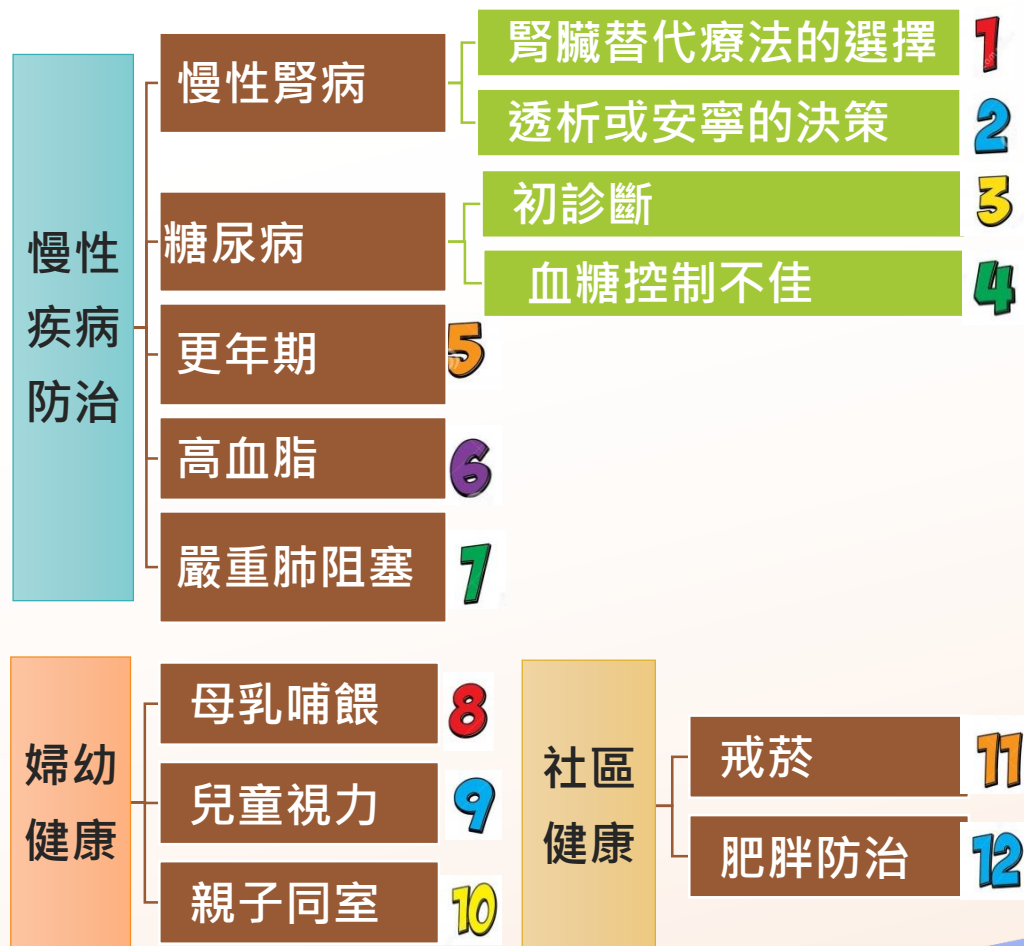 慢性
疾病
防治
慢性腎病
腎臟替代療法的選擇
1
透析或安寧的決策
2
糖尿病
初診斷
3
血糖控制不佳
4
更年期
5
高血脂
6
嚴重肺阻塞
7
婦幼
健康
母乳哺餵
8
兒童視力
9
親子同室
10
社區
健康
戒菸
11
肥胖防治
12